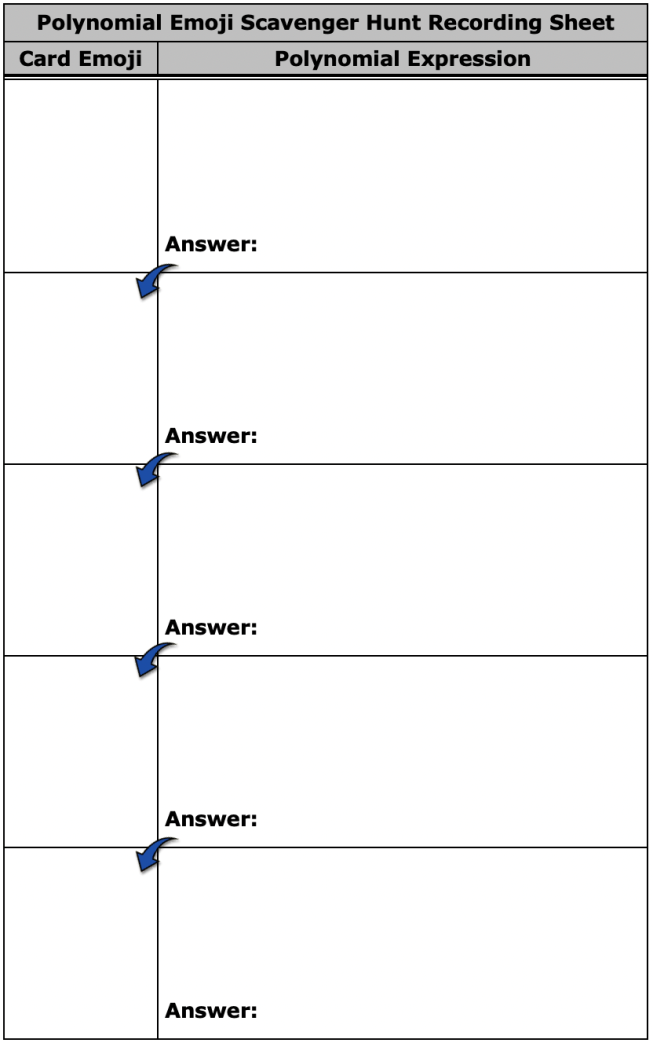 Polynomial Emoji Scavenger Hunt Recording Sheet
Card Emoji Polynomial Expression
Answer:
Answer:
Answer:
Answer:
Answer: